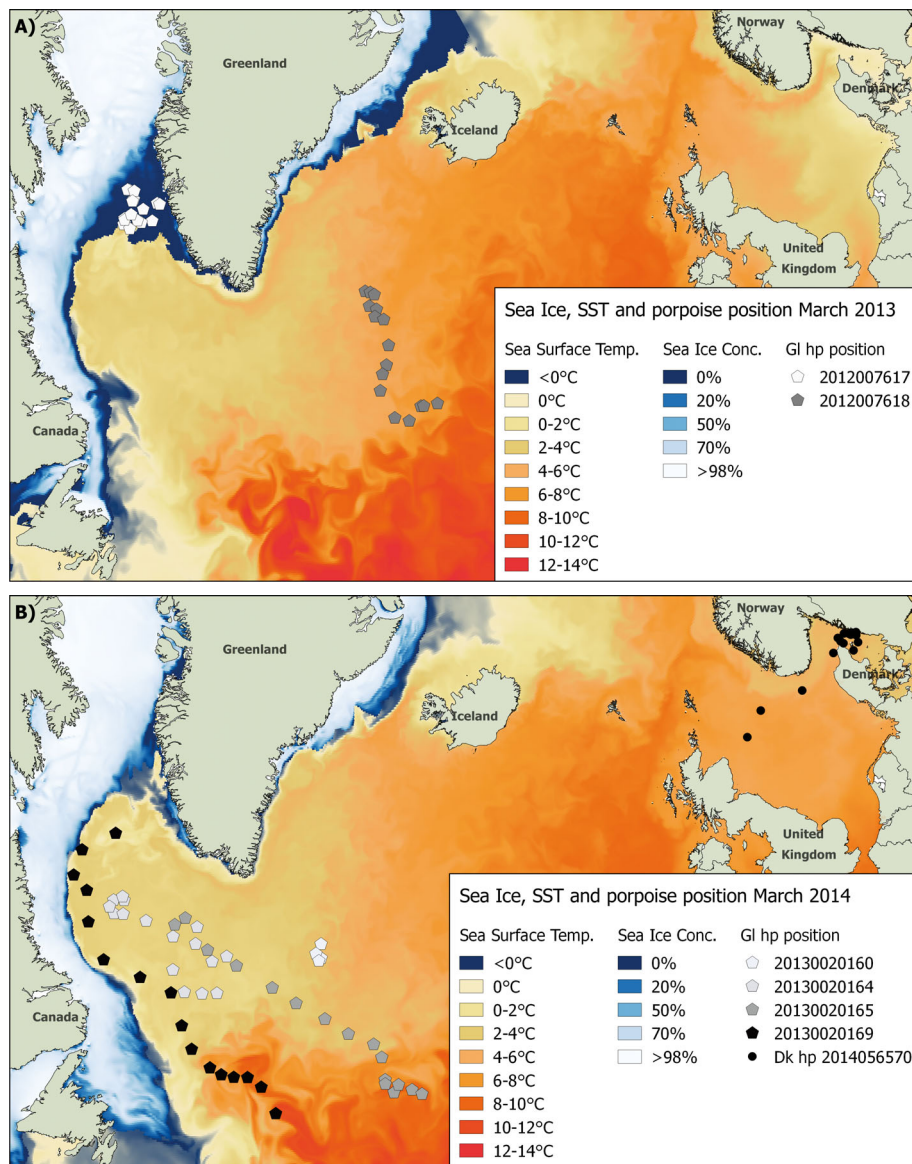 A)
Greenland
Norway
Denmark
Iceland
United
Kingdom
Canada
Sea Ice, SST and porpoise position March 2013
Sea Surface Temp.
<0°C
0°C
0-2°C
2-4°C
4-6°C
6-8°C
8-10°C
10-12°C
12-14°C
Sea Ice Conc.
0%
20%
50%
70%
>98%
Gl hp position
2012007617
2012007618
B)
Greenland
Norway
Denmark
Iceland
United
Kingdom
Canada
Sea Ice, SST and porpoise position March 2014
Sea Surface Temp.
<0°C
0°C
0-2°C
2-4°C
4-6°C
6-8°C
8-10°C
10-12°C
12-14°C
Sea Ice Conc.
0%
20%
50%
70%
>98%
Gl hp position
20130020160
20130020164
20130020165
20130020169
Dk hp 2014056570